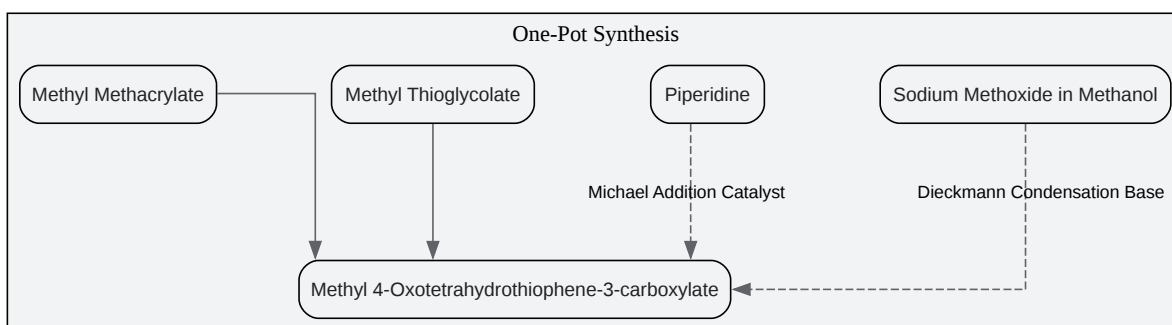 One-Pot Synthesis
Methyl Methacrylate
Methyl Thioglycolate
Piperidine
Sodium Methoxide in Methanol
Michael Addition Catalyst
Dieckmann Condensation Base
Methyl 4-Oxotetrahydrothiophene-3-carboxylate